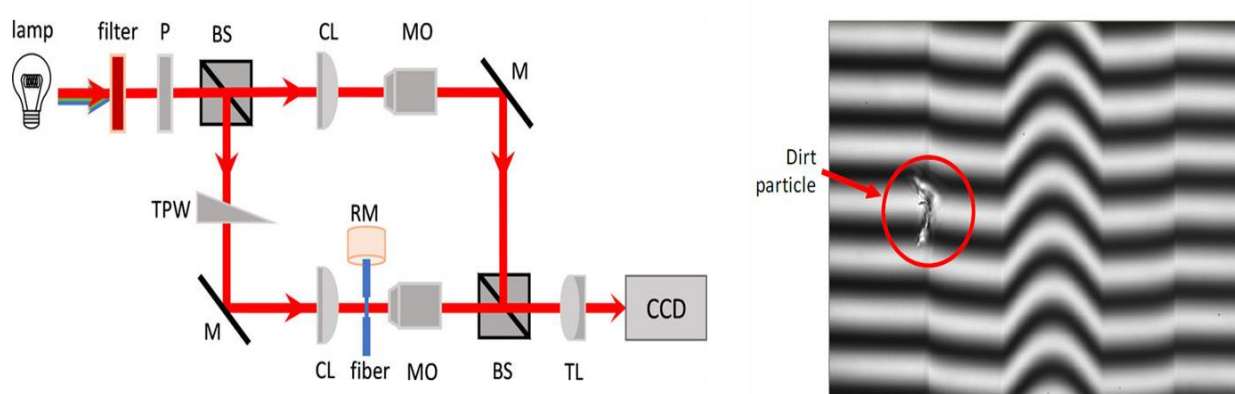 lamp
filter
P
BS
CL
MO
M
TPW
RM
M
CL
fiber
MO
BS
TL
CCD
Dirt
particle